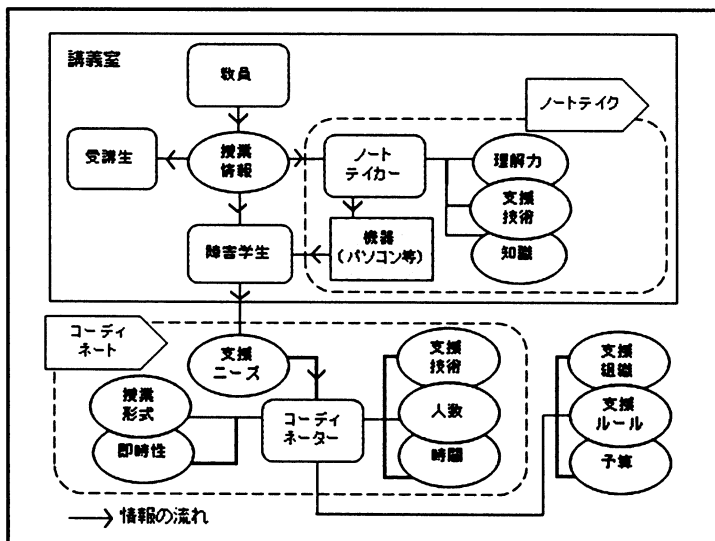 講義室
教員
ノートテイク
受講生
授業
情報
ノート
テイカー
理解力
支援
技術
知識
障害学生
機器
(パソコン等)
コーディ
ネート
支援
ニーズ
支援
技術
支援
組織
授業
形式
コーディ
ネーター
人数
支援
ルール
即時性
時間
予算
情報の流れ